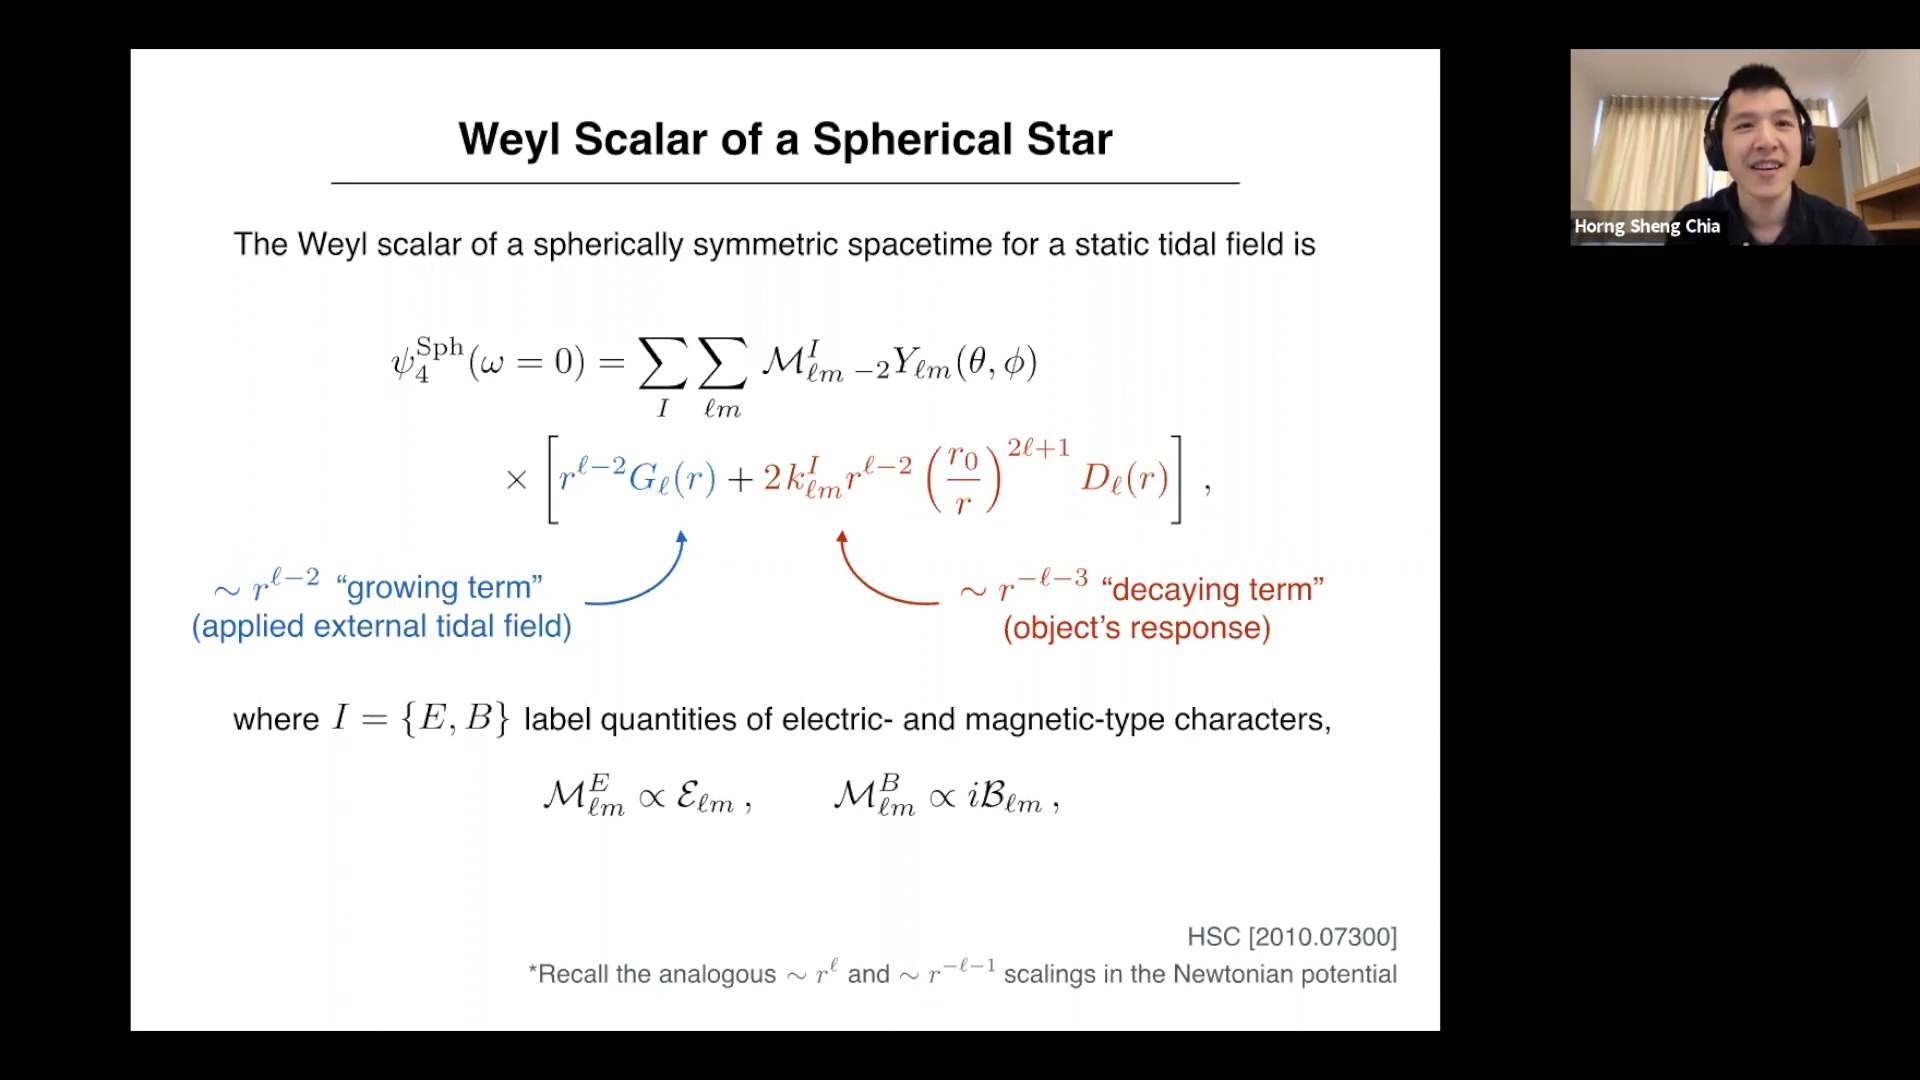 Weyl Scalar of a Spherical Star
Horng Sheng Chia
The Weyl scalar of a spherically symmetric spacetime for a static tidal field is
ψ₄^Sph(ω = 0) = ∑_I ∑_ℓm ℳ^I_ℓm ₋₂Y_ℓm(θ, ϕ)
× [ r^{ℓ−2} G_ℓ(r) + 2k^I_ℓm r^{ℓ−2} (r₀/r)^{2ℓ+1} D_ℓ(r) ] ,
∼ r^{ℓ−2} “growing term”
(applied external tidal field)
∼ r^{−ℓ−3} “decaying term”
(object’s response)
where I = {E, B} label quantities of electric- and magnetic-type characters,
ℳ^E_ℓm ∝ ℰ_ℓm , ℳ^B_ℓm ∝ iℬ_ℓm ,
HSC [2010.07300]
*Recall the analogous ∼ r^ℓ and ∼ r^{−ℓ−1} scalings in the Newtonian potential